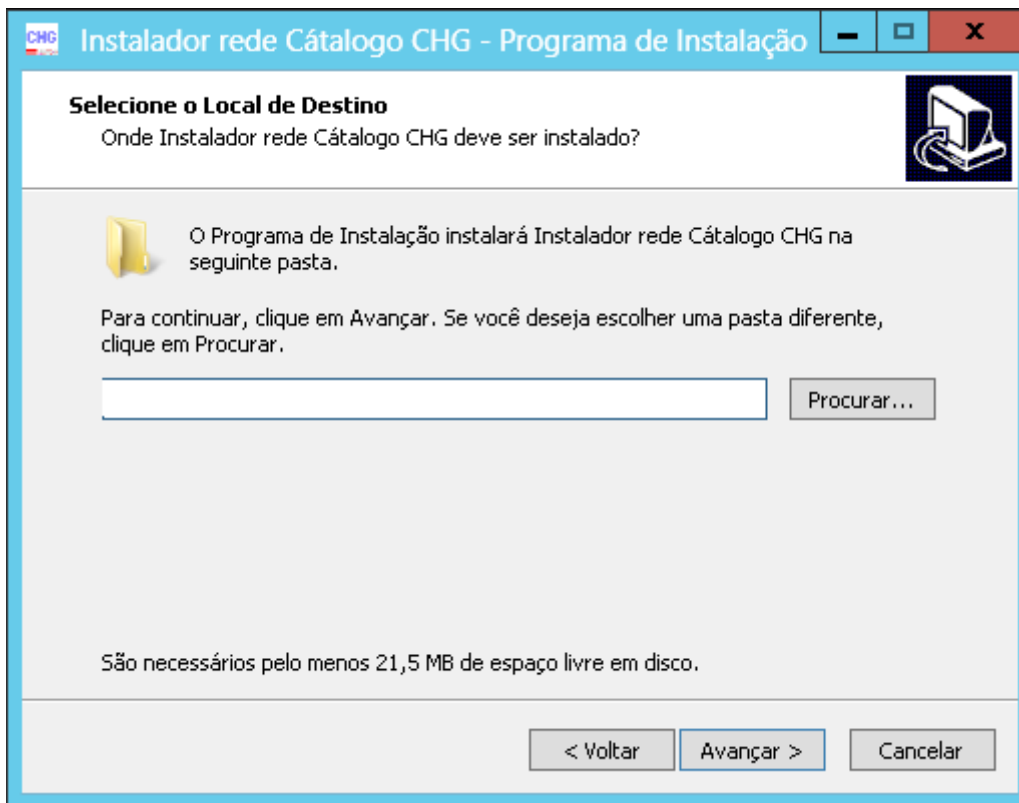 CHG
Instalador rede Cátalogo CHG - Programa de Instalação
Selecione o Local de Destino
Onde Instalador rede Cátalogo CHG deve ser instalado?
O Programa de Instalação instalará Instalador rede Cátalogo CHG na
seguinte pasta.
Para continuar, clique em Avançar. Se você deseja escolher uma pasta diferente,
clique em Procurar.
Procurar...
São necessários pelo menos 21,5 MB de espaço livre em disco.
< Voltar
Avançar >
Cancelar